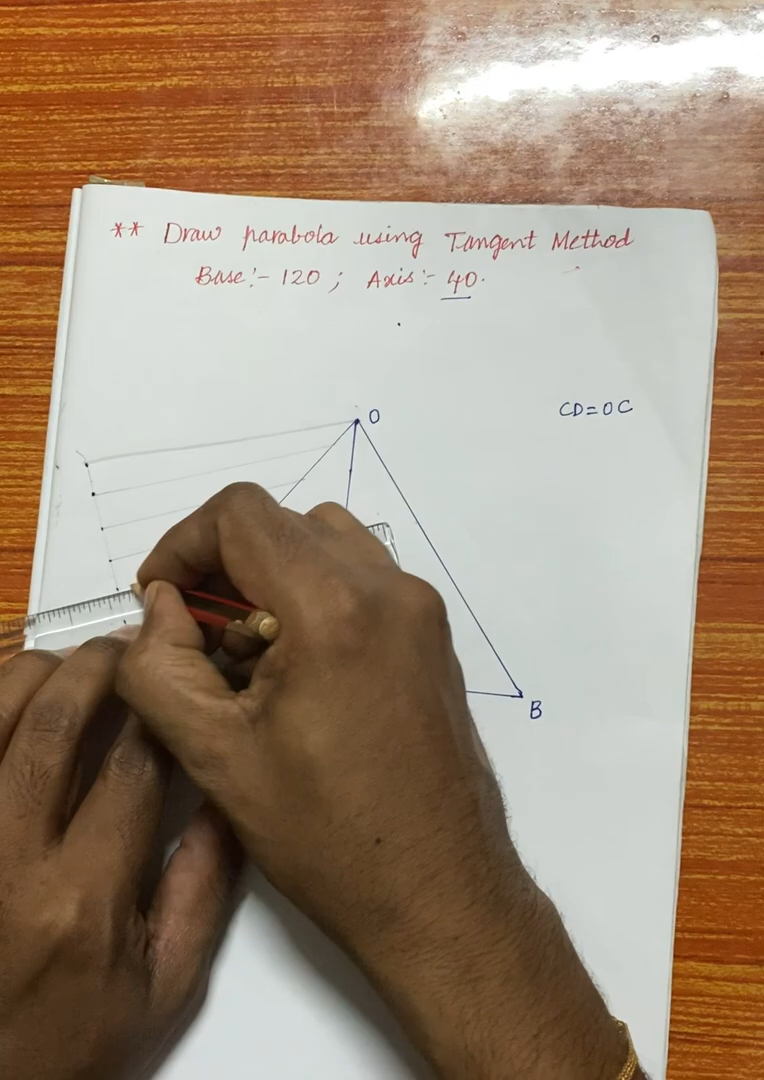 ** Draw parabola using Tangent Method
Base:- 120 ; Axis:- 40.
O
CD=OC
B